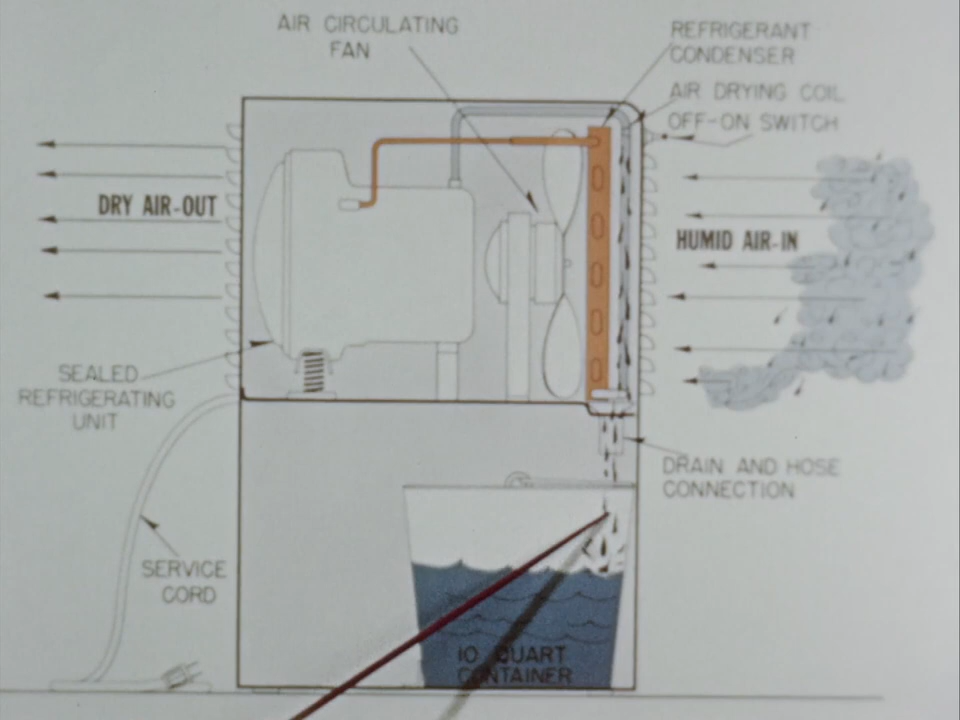 AIR CIRCULATING
FAN
REFRIGERANT
CONDENSER
AIR DRYING COIL
OFF-ON SWITCH
DRY AIR-OUT
HUMID AIR-IN
SEALED
REFRIGERATING
UNIT
DRAIN AND HOSE
CONNECTION
SERVICE
CORD
10 QUART
CONTAINER